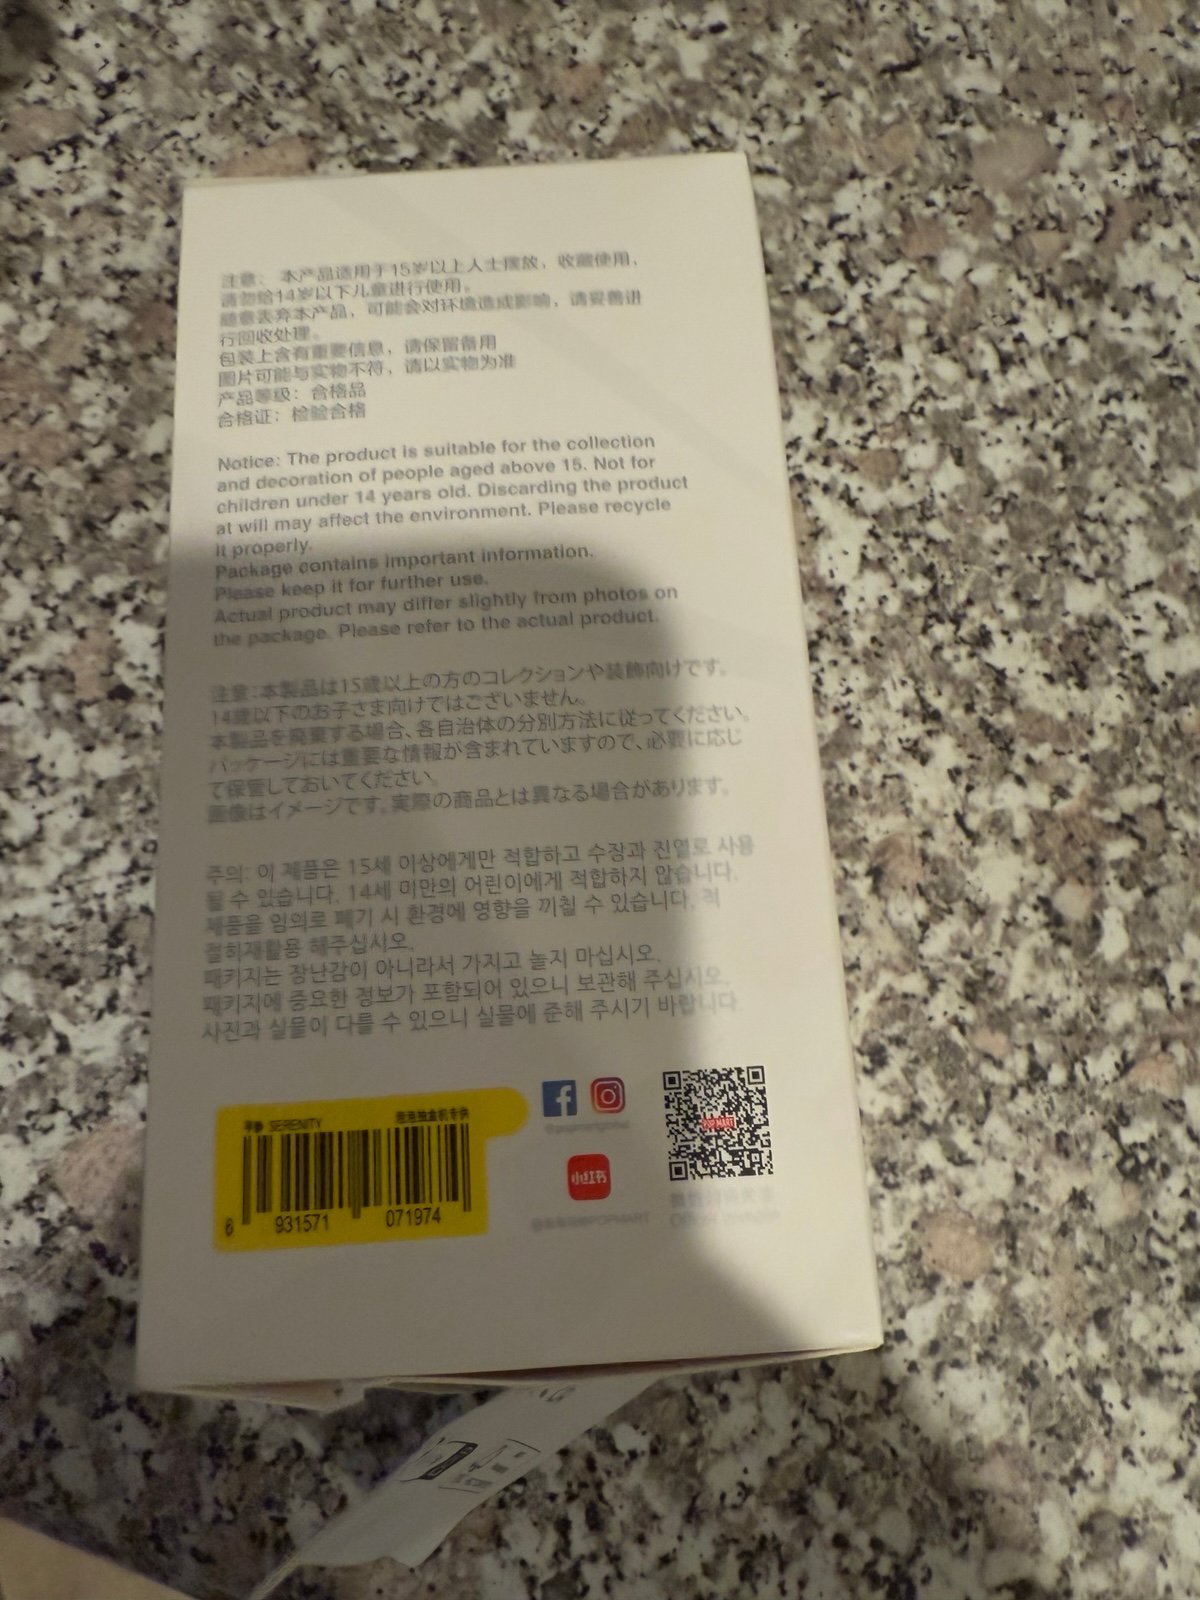 注意： 本产品适用于15岁以上人士摆放，收藏使用，
请勿给14岁以下儿童进行使用。
随意丢弃本产品，可能会对环境造成影响，请妥善进
行回收处理。
包装上含有重要信息，请保留备用
图片可能与实物不符，请以实物为准
产品等级：合格品
合格证：检验合格
Notice: The product is suitable for the collection
and decoration of people aged above 15. Not for
children under 14 years old. Discarding the product
at will may affect the environment. Please recycle
it properly.
Package contains important information.
Please keep it for further use.
Actual product may differ slightly from photos on
the package. Please refer to the actual product.
注意:本製品は15歳以上の方のコレクションや装飾向けです。
14歳以下のお子さま向けではございません。
本製品を廃棄する場合、各自治体の分別方法に従ってください。
パッケージには重要な情報が含まれていますので、必要に応じ
て保管しておいてください。
画像はイメージです。実際の商品とは異なる場合があります。
주의: 이 제품은 15세 이상에게만 적합하고 수장과 진열로 사용
될 수 있습니다. 14세 미만의 어린이에게 적합하지 않습니다.
제품을 임의로 폐기 시 환경에 영향을 끼칠 수 있습니다. 적
절히재활용 해주십시오.
패키지는 장난감이 아니라서 가지고 놀지 마십시오.
패키지에 중요한 정보가 포함되어 있으니 보관해 주십시오.
사진과 실물이 다를 수 있으니 실물에 준해 주시기 바랍니다.
平静 SERENITY
6 931571 071974
小红书
POP MART